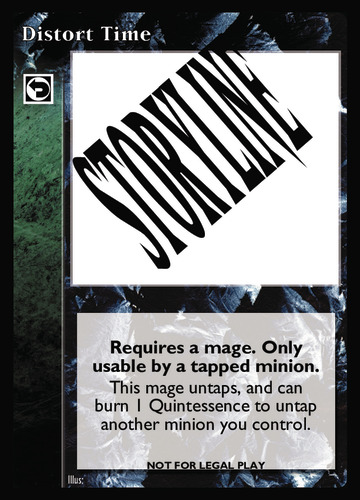 Distort Time
STORYLINE
Requires a mage. Only
usable by a tapped minion.
This mage untaps, and can
burn 1 Quintessence to untap
another minion you control.
NOT FOR LEGAL PLAY
Illus: